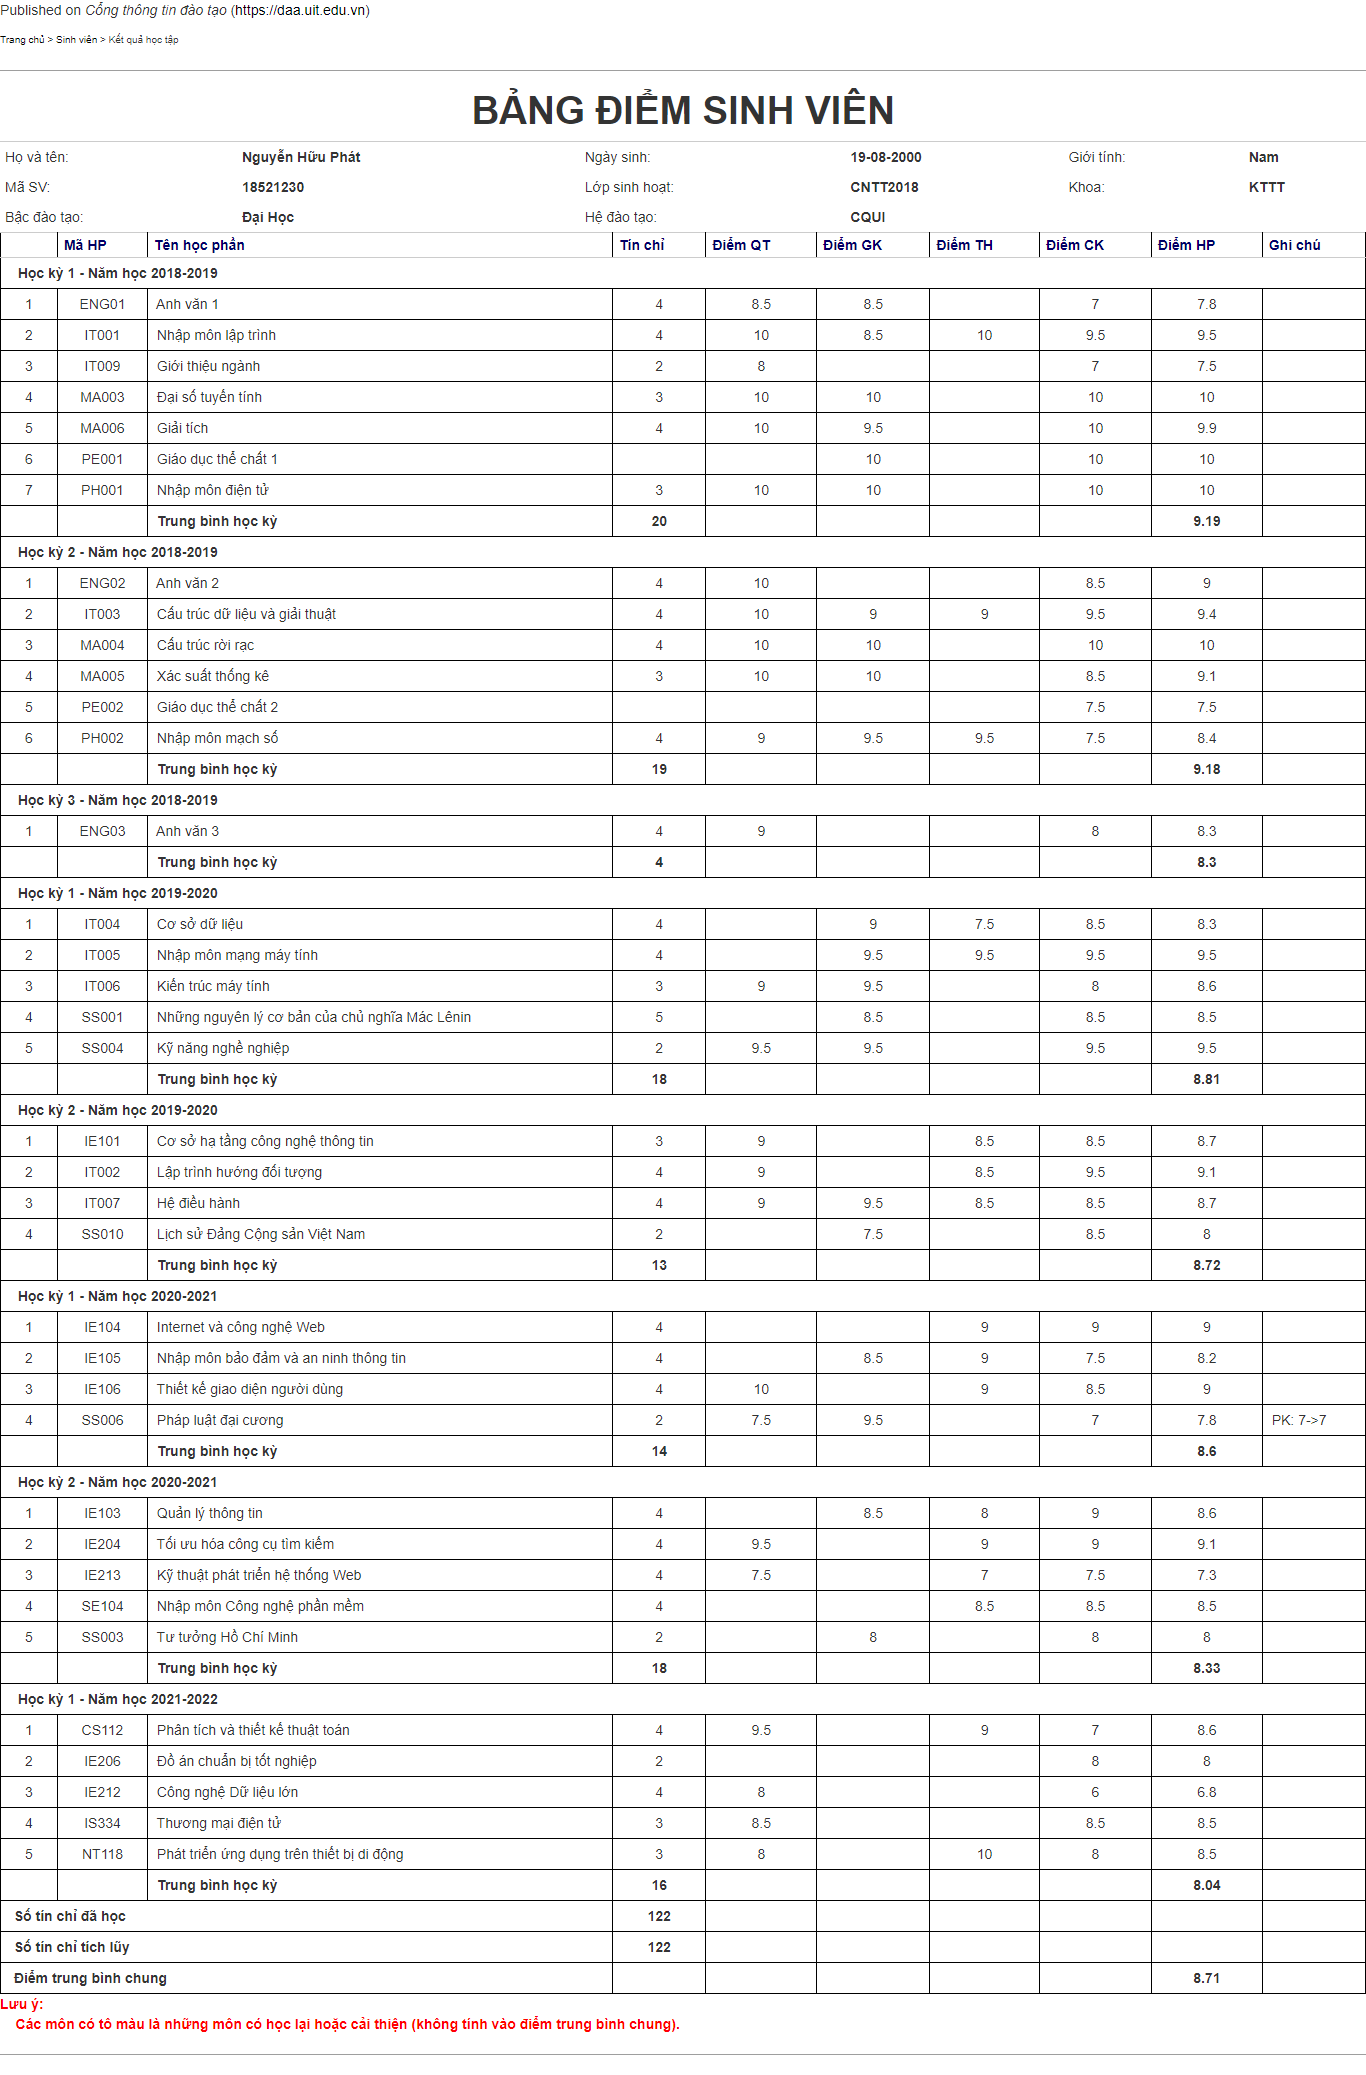 Published on Cổng thông tin đào tạo (https://daa.uit.edu.vn)
Trang chủ > Sinh viên > Kết quả học tập
BẢNG ĐIỂM SINH VIÊN
Họ và tên: Nguyễn Hữu Phát Ngày sinh: 19-08-2000 Giới tính: Nam
Mã SV: 18521230 Lớp sinh hoạt: CNTT2018 Khoa: KTTT
Bậc đào tạo: Đại Học Hệ đào tạo: CQUI
Mã HP Tên học phần Tín chỉ Điểm QT Điểm GK Điểm TH Điểm CK Điểm HP Ghi chú
Học kỳ 1 - Năm học 2018-2019
1 ENG01 Anh văn 1 4 8.5 8.5 7 7.8
2 IT001 Nhập môn lập trình 4 10 8.5 10 9.5 9.5
3 IT009 Giới thiệu ngành 2 8 7 7.5
4 MA003 Đại số tuyến tính 3 10 10 10 10
5 MA006 Giải tích 4 10 9.5 10 9.9
6 PE001 Giáo dục thể chất 1 10 10 10
7 PH001 Nhập môn điện tử 3 10 10 10 10
Trung bình học kỳ 20 9.19
Học kỳ 2 - Năm học 2018-2019
1 ENG02 Anh văn 2 4 10 8.5 9
2 IT003 Cấu trúc dữ liệu và giải thuật 4 10 9 9 9.5 9.4
3 MA004 Cấu trúc rời rạc 4 10 10 10 10
4 MA005 Xác suất thống kê 3 10 10 8.5 9.1
5 PE002 Giáo dục thể chất 2 7.5 7.5
6 PH002 Nhập môn mạch số 4 9 9.5 9.5 7.5 8.4
Trung bình học kỳ 19 9.18
Học kỳ 3 - Năm học 2018-2019
1 ENG03 Anh văn 3 4 9 8 8.3
Trung bình học kỳ 4 8.3
Học kỳ 1 - Năm học 2019-2020
1 IT004 Cơ sở dữ liệu 4 9 7.5 8.5 8.3
2 IT005 Nhập môn mạng máy tính 4 9.5 9.5 9.5 9.5
3 IT006 Kiến trúc máy tính 3 9 9.5 8 8.6
4 SS001 Những nguyên lý cơ bản của chủ nghĩa Mác Lênin 5 8.5 8.5 8.5
5 SS004 Kỹ năng nghề nghiệp 2 9.5 9.5 9.5 9.5
Trung bình học kỳ 18 8.81
Học kỳ 2 - Năm học 2019-2020
1 IE101 Cơ sở hạ tầng công nghệ thông tin 3 9 8.5 8.5 8.7
2 IT002 Lập trình hướng đối tượng 4 9 8.5 9.5 9.1
3 IT007 Hệ điều hành 4 9 9.5 8.5 8.5 8.7
4 SS010 Lịch sử Đảng Cộng sản Việt Nam 2 7.5 8.5 8
Trung bình học kỳ 13 8.72
Học kỳ 1 - Năm học 2020-2021
1 IE104 Internet và công nghệ Web 4 9 9 9
2 IE105 Nhập môn bảo đảm và an ninh thông tin 4 8.5 9 7.5 8.2
3 IE106 Thiết kế giao diện người dùng 4 10 9 8.5 9
4 SS006 Pháp luật đại cương 2 7.5 9.5 7 7.8 PK: 7->7
Trung bình học kỳ 14 8.6
Học kỳ 2 - Năm học 2020-2021
1 IE103 Quản lý thông tin 4 8.5 8 9 8.6
2 IE204 Tối ưu hóa công cụ tìm kiếm 4 9.5 9 9 9.1
3 IE213 Kỹ thuật phát triển hệ thống Web 4 7.5 7 7.5 7.3
4 SE104 Nhập môn Công nghệ phần mềm 4 8.5 8.5 8.5
5 SS003 Tư tưởng Hồ Chí Minh 2 8 8 8
Trung bình học kỳ 18 8.33
Học kỳ 1 - Năm học 2021-2022
1 CS112 Phân tích và thiết kế thuật toán 4 9.5 9 7 8.6
2 IE206 Đồ án chuẩn bị tốt nghiệp 2 8 8
3 IE212 Công nghệ Dữ liệu lớn 4 8 6 6.8
4 IS334 Thương mại điện tử 3 8.5 8.5 8.5
5 NT118 Phát triển ứng dụng trên thiết bị di động 3 8 10 8 8.5
Trung bình học kỳ 16 8.04
Số tín chỉ đã học 122
Số tín chỉ tích lũy 122
Điểm trung bình chung 8.71
Lưu ý:
Các môn có tô màu là những môn có học lại hoặc cải thiện (không tính vào điểm trung bình chung).